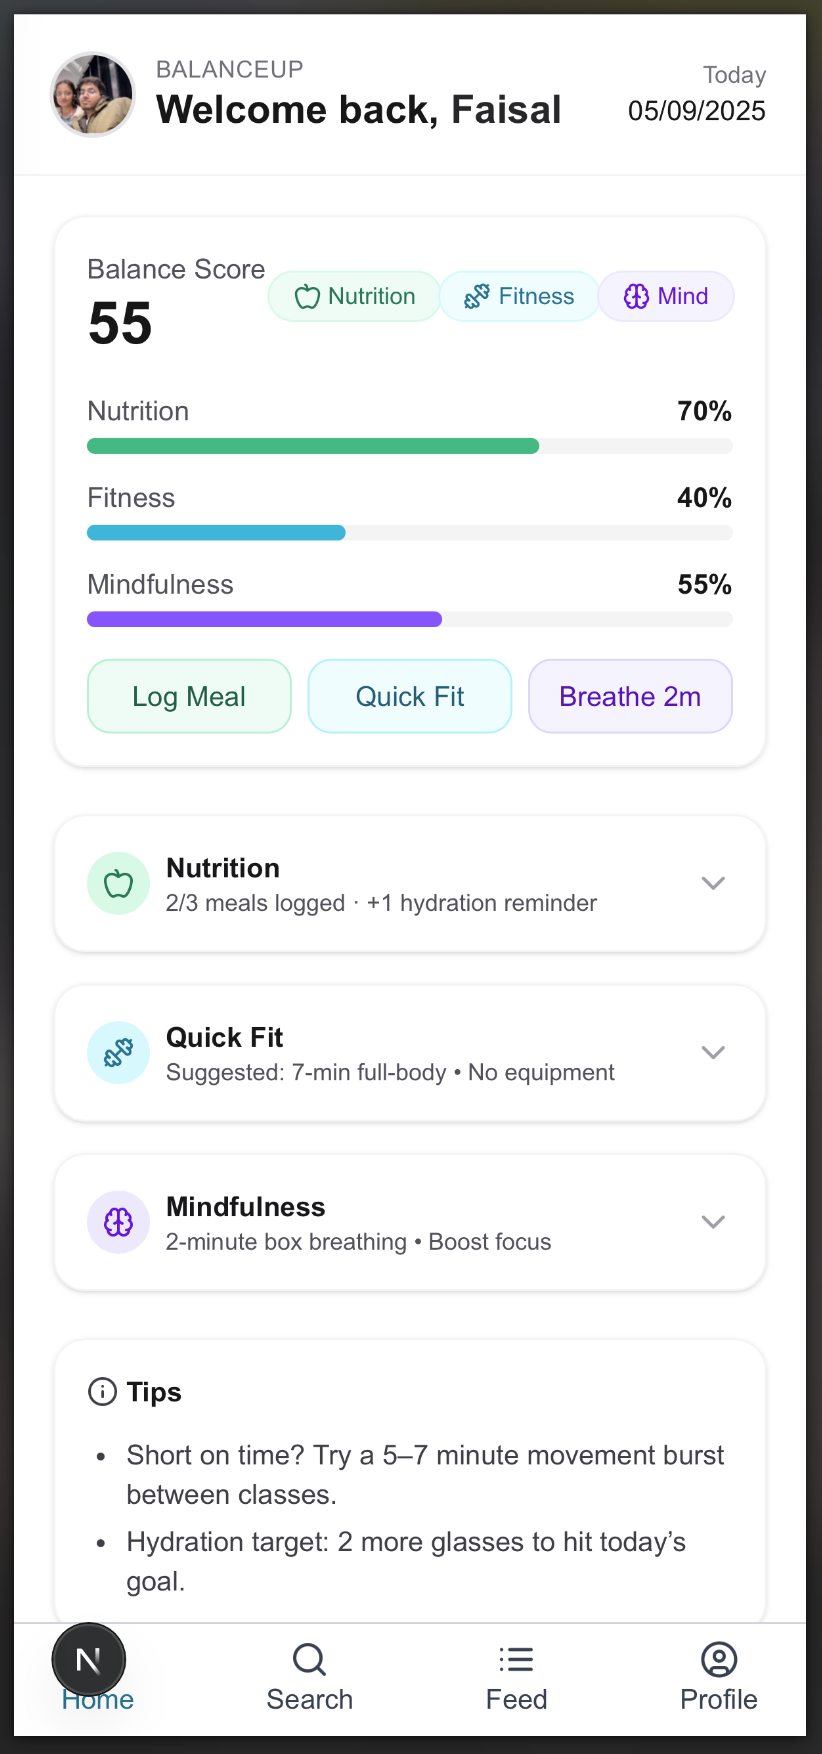 BALANCEUP
Welcome back, Faisal
Today
05/09/2025
Balance Score
55
Nutrition
Fitness
Mind
Nutrition
70%
Fitness
40%
Mindfulness
55%
Log Meal
Quick Fit
Breathe 2m
Nutrition
2/3 meals logged · +1 hydration reminder
Quick Fit
Suggested: 7-min full-body • No equipment
Mindfulness
2-minute box breathing • Boost focus
Tips
• Short on time? Try a 5–7 minute movement burst
between classes.
• Hydration target: 2 more glasses to hit today’s
goal.
N
Home
Search
Feed
Profile